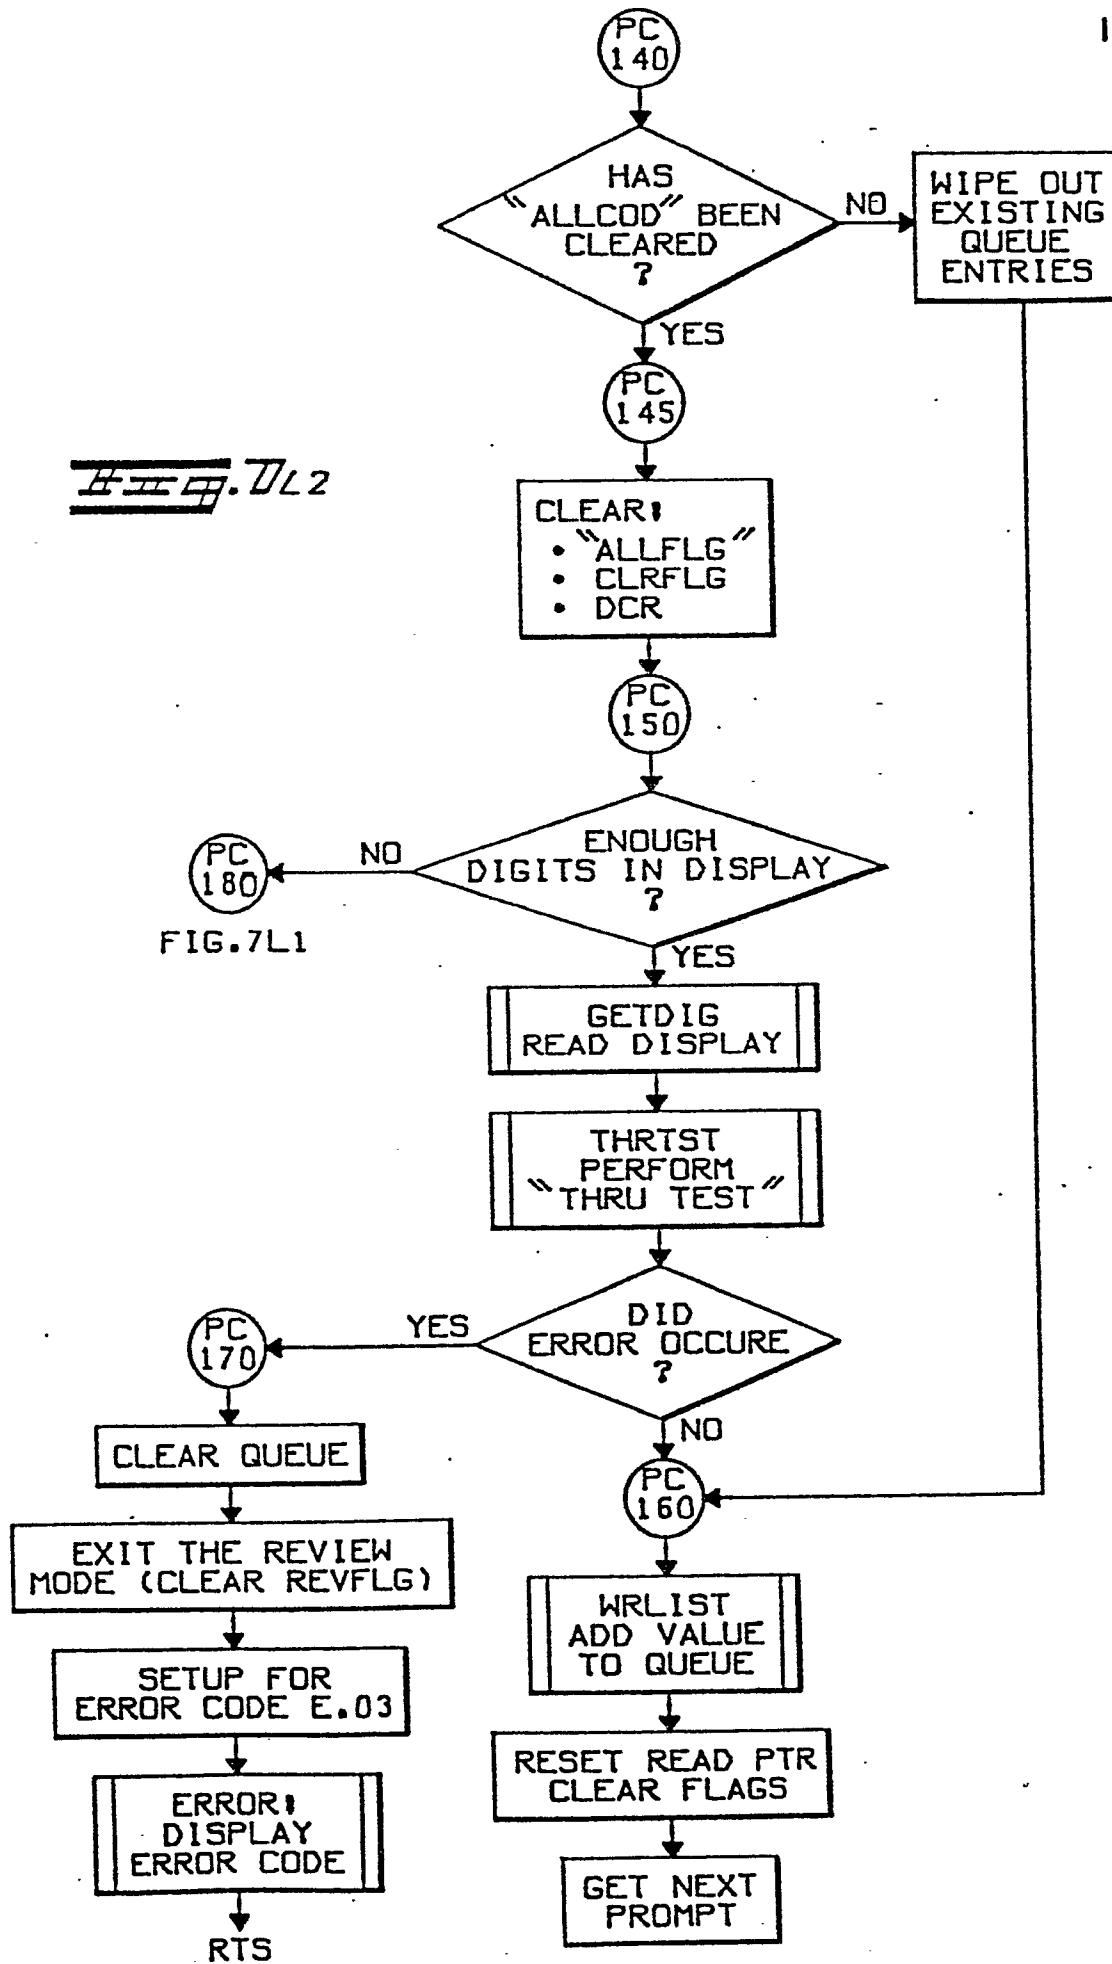 PC
140
1
HAS
"ALLCOD" BEEN
CLEARED
?
NO
WIPE OUT
EXISTING
QUEUE
ENTRIES
YES
PC
145
Fig. 7L2
CLEAR:
• "ALLFLG"
• CLRFLG
• DCR
PC
150
ENOUGH
DIGITS IN DISPLAY
?
NO
PC
180
FIG.7L1
YES
GETDIG
READ DISPLAY
THRTST
PERFORM
"THRU TEST"
DID
ERROR OCCURE
?
YES
PC
170
NO
CLEAR QUEUE
PC
160
EXIT THE REVIEW
MODE (CLEAR REVFLG)
WRLIST
ADD VALUE
TO QUEUE
SETUP FOR
ERROR CODE E.03
RESET READ PTR
CLEAR FLAGS
ERROR:
DISPLAY
ERROR CODE
GET NEXT
PROMPT
RTS